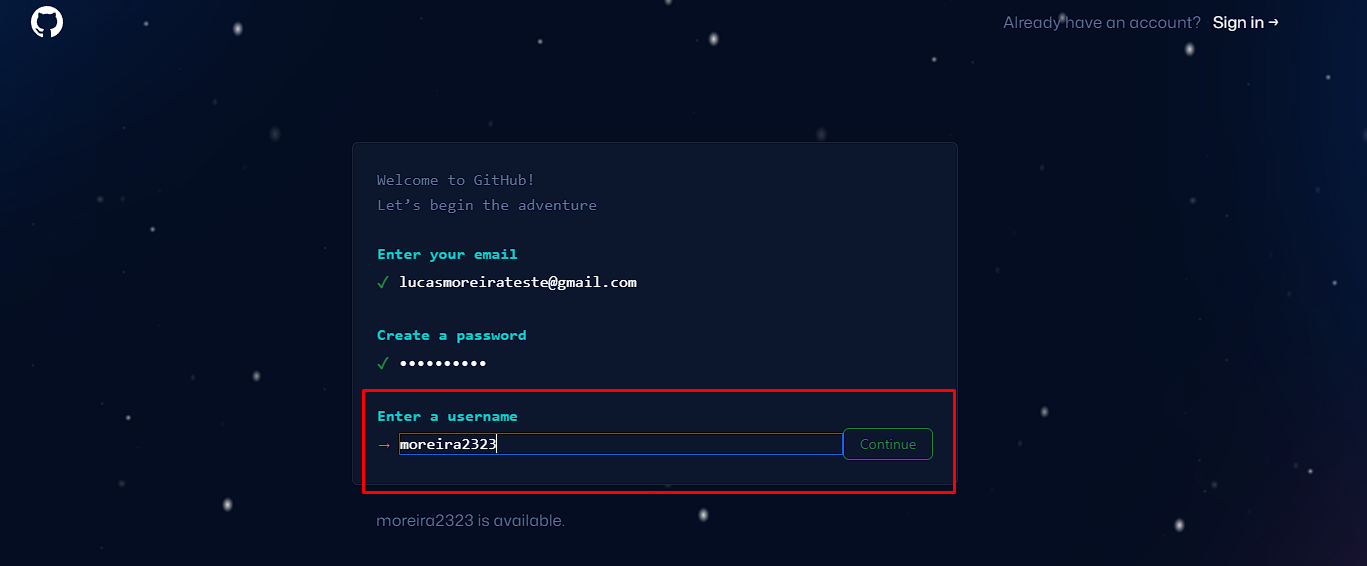 Already have an account? Sign in →
Welcome to GitHub!
Let’s begin the adventure
Enter your email
✓ lucasmoreirateste@gmail.com
Create a password
✓ ••••••••••
Enter a username
→ moreira2323 Continue
moreira2323 is available.